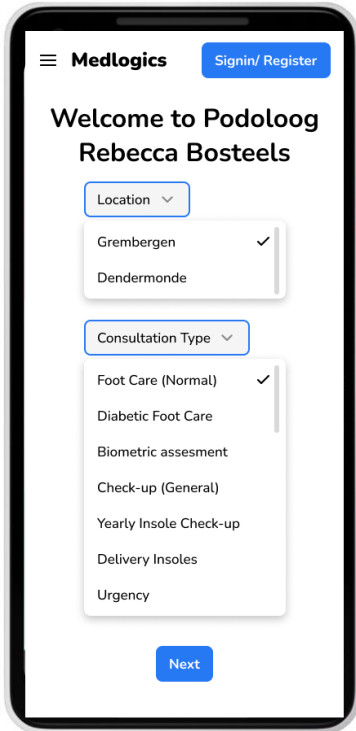 Medlogics
Signin/ Register
Welcome to Podoloog
Rebecca Bosteels
Location
Grembergen
Dendermonde
Consultation Type
Foot Care (Normal)
Diabetic Foot Care
Biometric assesment
Check-up (General)
Yearly Insole Check-up
Delivery Insoles
Urgency
Next